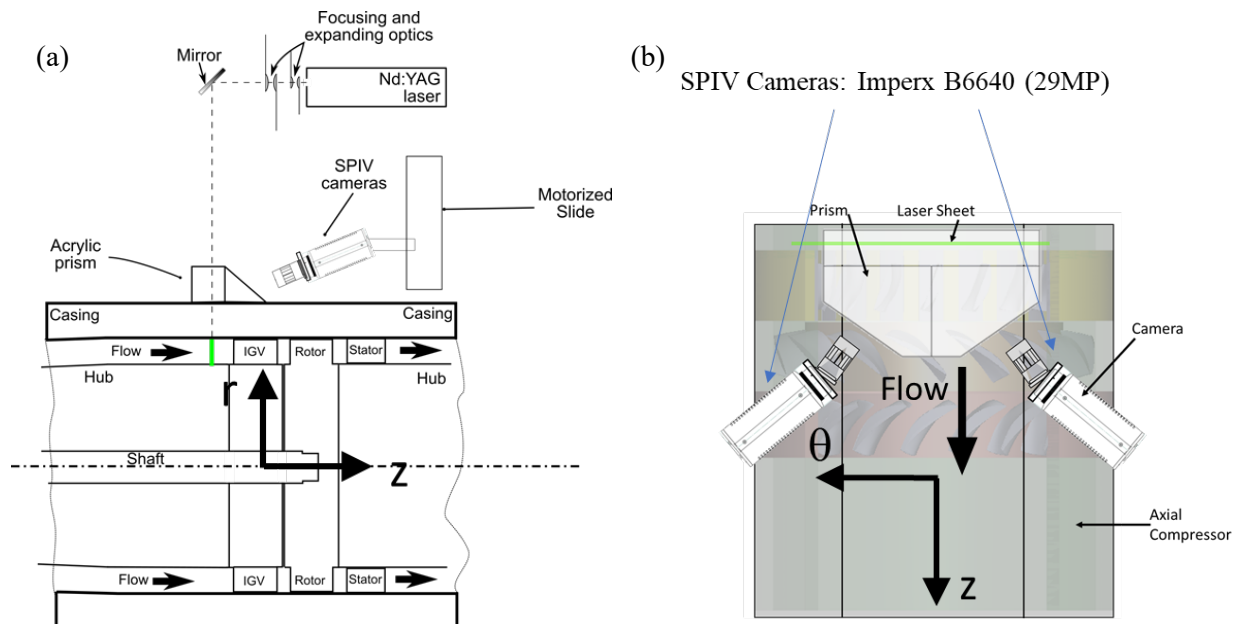 (a)
Focusing and
expanding optics
Mirror
Nd:YAG
laser
SPIV
cameras
Motorized
Slide
Acrylic
prism
Casing
Casing
Flow
IGV
Rotor
Stator
Hub
Hub
r
Shaft
z
Flow
IGV
Rotor
Stator
(b)
SPIV Cameras: Imperx B6640 (29MP)
Prism
Laser Sheet
Camera
Flow
θ
z
Axial
Compressor